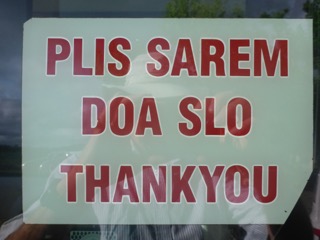 PLIS SAREM
DOA SLO
THANKYOU